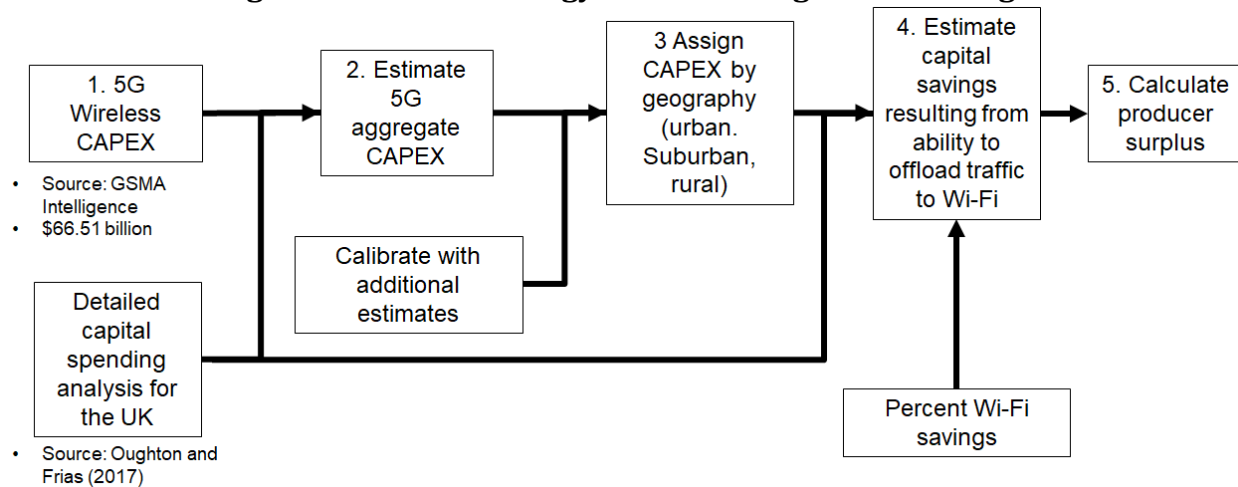 1. 5G
Wireless
CAPEX
• Source: GSMA
Intelligence
• $66.51 billion
2. Estimate
5G
aggregate
CAPEX
3 Assign
CAPEX by
geography
(urban.
Suburban,
rural)
4. Estimate
capital
savings
resulting from
ability to
offload traffic
to Wi-Fi
5. Calculate
producer
surplus
Calibrate with
additional
estimates
Detailed
capital
spending
analysis for
the UK
• Source: Oughton and
Frias (2017)
Percent Wi-Fi
savings